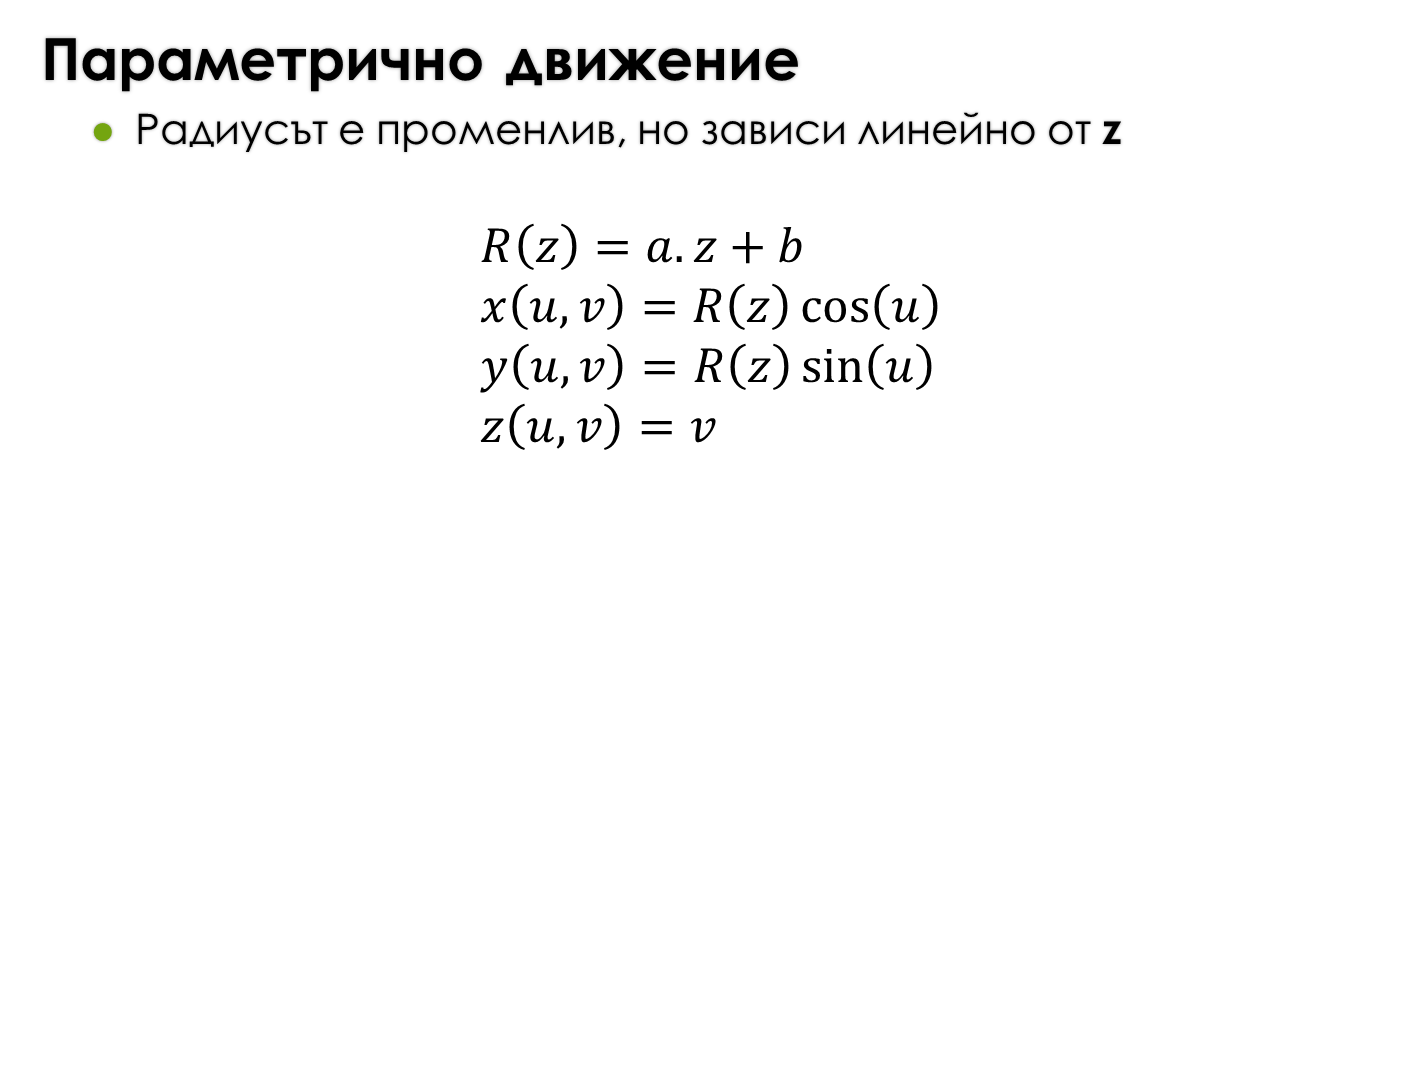 Параметрично движение
● Радиусът е променлив, но зависи линейно от z
R(z) = a. z + b
x(u, v) = R(z) cos(u)
y(u, v) = R(z) sin(u)
z(u, v) = v